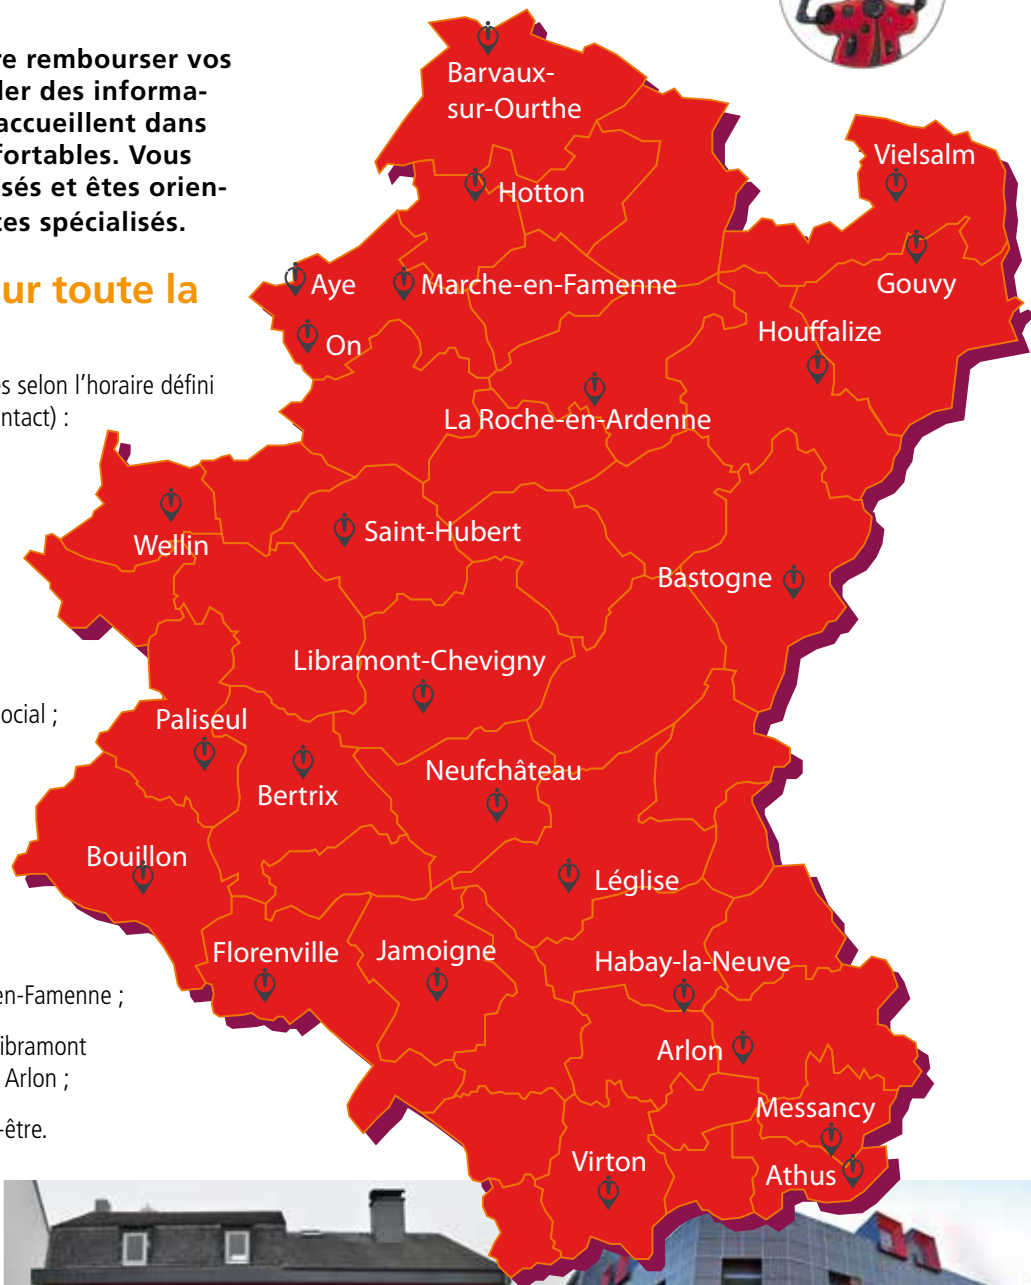 re rembourser vos
der des informa-
accueillent dans
fortables. Vous
sés et êtes orien-
tes spécialisés.
ur toute la
es selon l'horaire défini
ontact) :
ocial ;
en-Famenne ;
ibramont
Arlon ;
-être.
Barvaux-
sur-Ourthe
Vielsalm
Hotton
Gouvy
Aye
Marche-en-Famenne
Houffalize
On
La Roche-en-Ardenne
Wellin
Saint-Hubert
Bastogne
Libramont-Chevigny
Paliseul
Neufchâteau
Bertrix
Bouillon
Léglise
Florenville
Jamoigne
Habay-la-Neuve
Arlon
Messancy
Virton
Athus